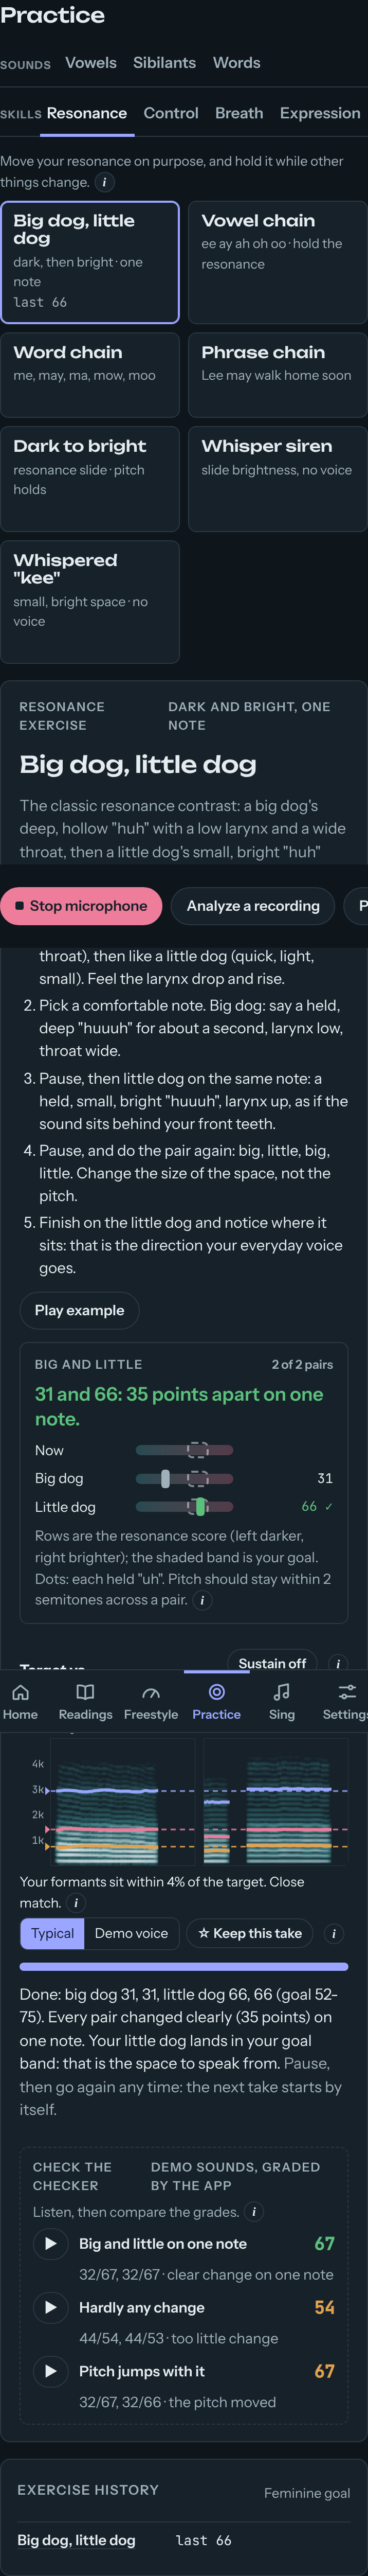 Practice
SOUNDS Vowels Sibilants Words
SKILLS Resonance Control Breath Expression
Move your resonance on purpose, and hold it while other
things change. i
Big dog, little
dog
dark, then bright · one
note
last 66
Vowel chain
ee ay ah oh oo · hold the
resonance
Word chain
me, may, ma, mow, moo
Phrase chain
Lee may walk home soon
Dark to bright
resonance slide · pitch
holds
Whisper siren
slide brightness, no voice
Whispered
"kee"
small, bright space · no
voice
RESONANCE
EXERCISE
DARK AND BRIGHT, ONE
NOTE
Big dog, little dog
The classic resonance contrast: a big dog's
deep, hollow "huh" with a low larynx and a wide
throat, then a little dog's small, bright "huh"
Stop microphone Analyze a recording P
throat), then like a little dog (quick, light,
small). Feel the larynx drop and rise.
2. Pick a comfortable note. Big dog: say a held,
deep "huuuh" for about a second, larynx low,
throat wide.
3. Pause, then little dog on the same note: a
held, small, bright "huuuh", larynx up, as if the
sound sits behind your front teeth.
4. Pause, and do the pair again: big, little, big,
little. Change the size of the space, not the
pitch.
5. Finish on the little dog and notice where it
sits: that is the direction your everyday voice
goes.
Play example
BIG AND LITTLE 2 of 2 pairs
31 and 66: 35 points apart on one
note.
Now
Big dog 31
Little dog 66 ✓
Rows are the resonance score (left darker,
right brighter); the shaded band is your goal.
Dots: each held "uh". Pitch should stay within 2
semitones across a pair. i
Sustain off i
Home Readings Freestyle Practice Sing Settings
4k
3k
2k
1k
Your formants sit within 4% of the target. Close
match. i
Typical Demo voice ☆ Keep this take i
Done: big dog 31, 31, little dog 66, 66 (goal 52–
75). Every pair changed clearly (35 points) on
one note. Your little dog lands in your goal
band: that is the space to speak from. Pause,
then go again any time: the next take starts by
itself.
CHECK THE
CHECKER
DEMO SOUNDS, GRADED
BY THE APP
Listen, then compare the grades. i
Big and little on one note 67
32/67, 32/67 · clear change on one note
Hardly any change 54
44/54, 44/53 · too little change
Pitch jumps with it 67
32/67, 32/66 · the pitch moved
EXERCISE HISTORY Feminine goal
Big dog, little dog last 66